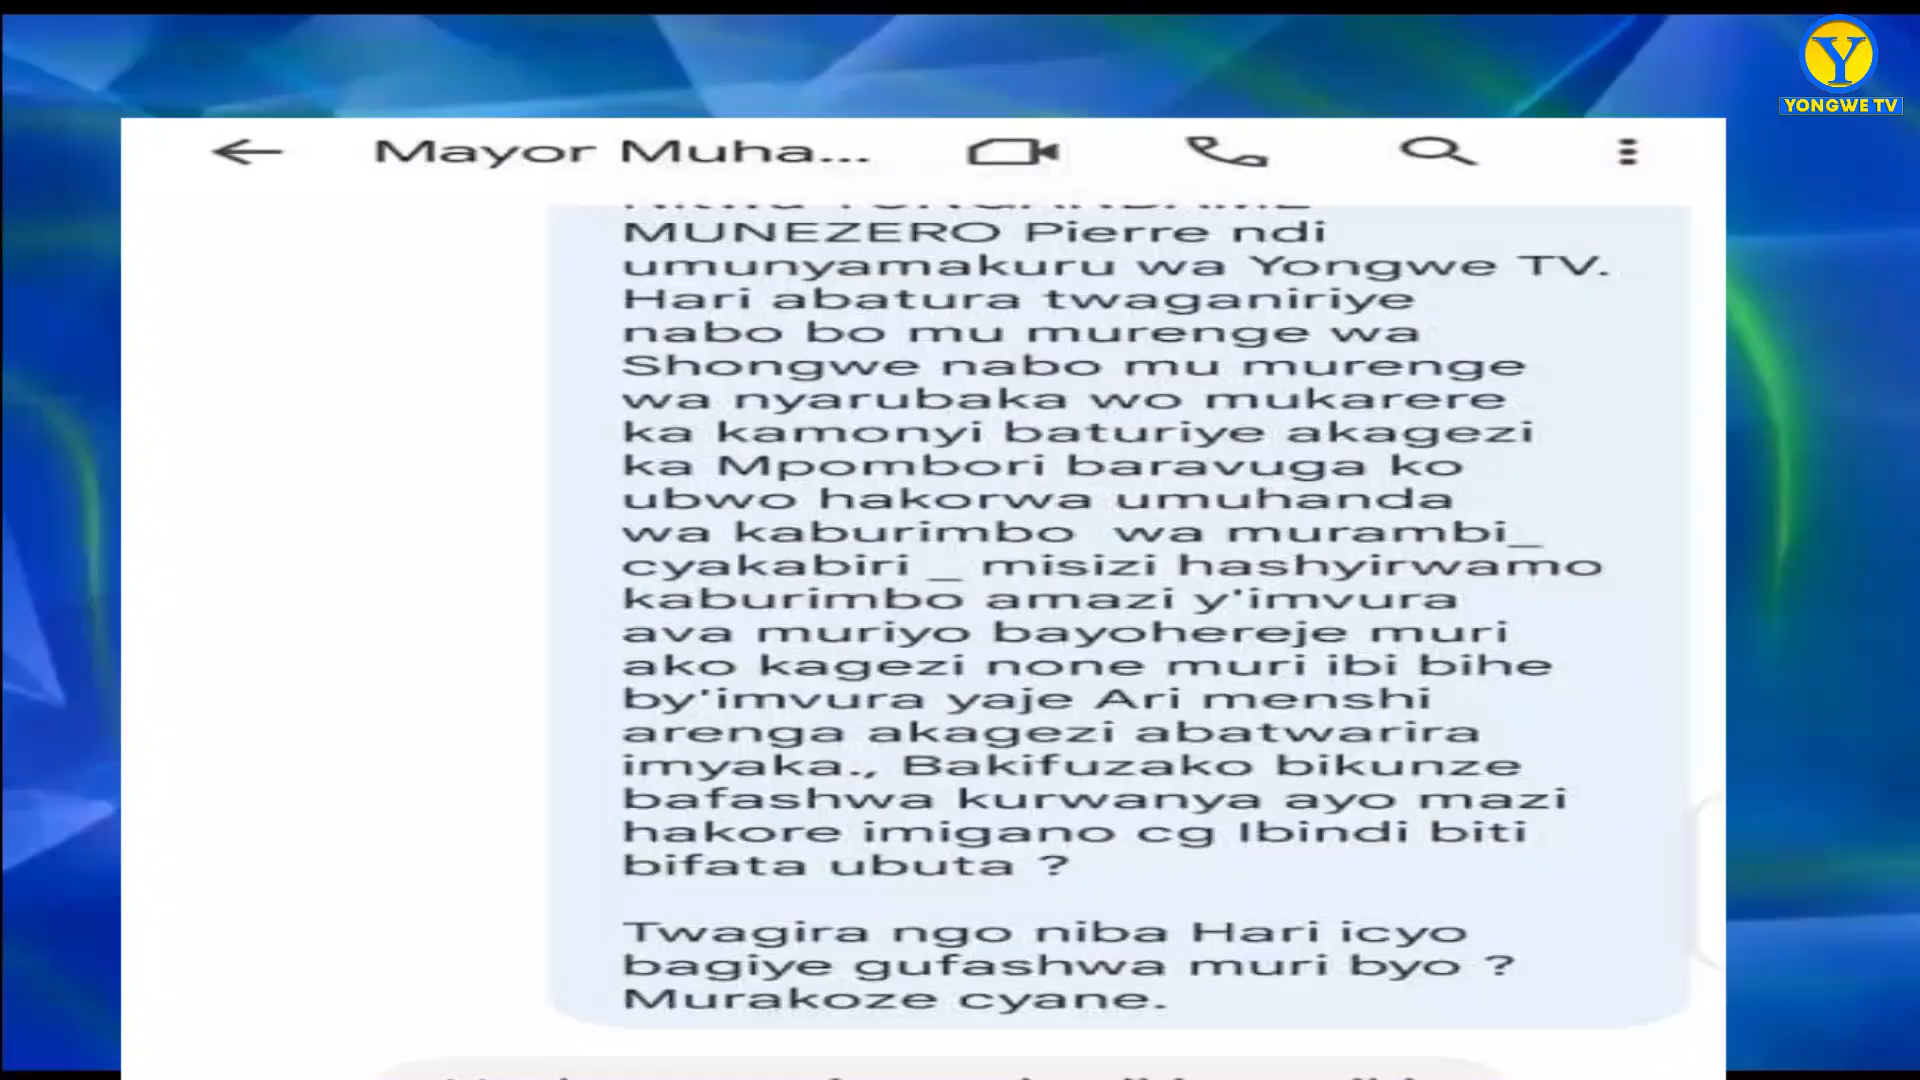 YONGWE TV
Mayor Muha...
MUNEZERO Pierre ndi
umunyamakuru wa Yongwe TV.
Hari abatura twaganiriye
nabo bo mu murenge wa
Shongwe nabo mu murenge
wa nyarubaka wo mukarere
ka kamonyi baturiye akagezi
ka Mpombori baravuga ko
ubwo hakorwa umuhanda
wa kaburimbo wa murambi_
cyakabiri _ misizi hashyirwamo
kaburimbo amazi y'imvura
ava muriyo bayohereje muri
ako kagezi none muri ibi bihe
by'imvura yaje Ari menshi
arenga akagezi abatwarira
imyaka., Bakifuzako bikunze
bafashwa kurwanya ayo mazi
hakore imigano cg Ibindi biti
bifata ubuta ?
Twagira ngo niba Hari icyo
bagiye gufashwa muri byo ?
Murakoze cyane.